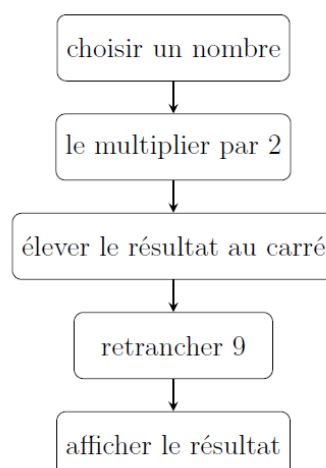 choisir un nombre
le multiplier par 2
élever le résultat au carré
retrancher 9
afficher le résultat